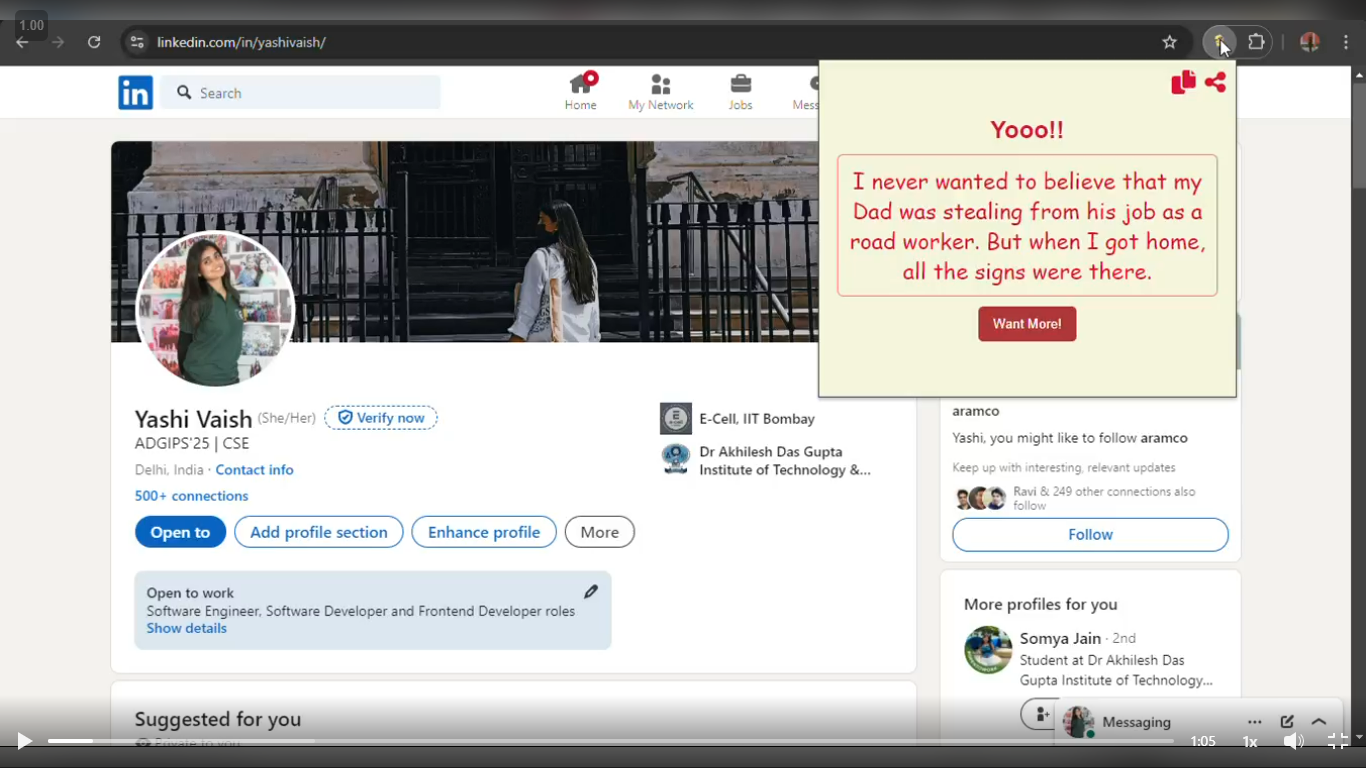 1.00
linkedin.com/in/yashivaish/
in
Search
Home
My Network
Jobs
Mess
Yooo!!
I never wanted to believe that my
Dad was stealing from his job as a
road worker. But when I got home,
all the signs were there.
Want More!
Yashi Vaish (She/Her) Verify now
ADGIPS'25 | CSE
Delhi, India · Contact info
500+ connections
E-Cell, IIT Bombay
Dr Akhilesh Das Gupta
Institute of Technology &...
Open to
Add profile section
Enhance profile
More
Open to work
Software Engineer, Software Developer and Frontend Developer roles
Show details
Suggested for you
Private to you
aramco
Yashi, you might like to follow aramco
Keep up with interesting, relevant updates
Ravi & 249 other connections also
follow
Follow
More profiles for you
Somya Jain · 2nd
Student at Dr Akhilesh Das
Gupta Institute of Technology...
Messaging
1:05
1x